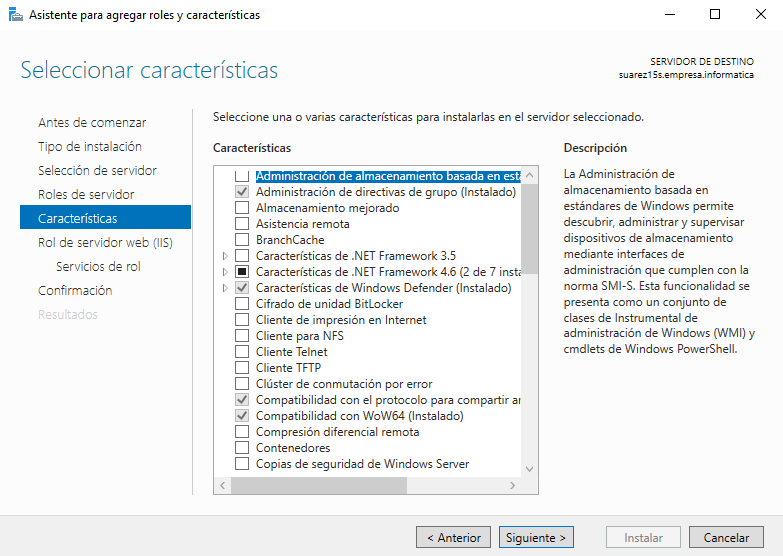 Asistente para agregar roles y características
Seleccionar características
SERVIDOR DE DESTINO
suarez15s.empresa.informatica
Antes de comenzar
Tipo de instalación
Selección de servidor
Roles de servidor
Características
Rol de servidor web (IIS)
Servicios de rol
Confirmación
Resultados
Seleccione una o varias características para instalarlas en el servidor seleccionado.
Características
Administración de almacenamiento basada en está
Administración de directivas de grupo (Instalado)
Almacenamiento mejorado
Asistencia remota
BranchCache
Características de .NET Framework 3.5
Características de .NET Framework 4.6 (2 de 7 insta
Características de Windows Defender (Instalado)
Cifrado de unidad BitLocker
Cliente de impresión en Internet
Cliente para NFS
Cliente Telnet
Cliente TFTP
Clúster de conmutación por error
Compatibilidad con el protocolo para compartir ar
Compatibilidad con WoW64 (Instalado)
Compresión diferencial remota
Contenedores
Copias de seguridad de Windows Server
Descripción
La Administración de
almacenamiento basada en
estándares de Windows permite
descubrir, administrar y supervisar
dispositivos de almacenamiento
mediante interfaces de
administración que cumplen con la
norma SMI-S. Esta funcionalidad se
presenta como un conjunto de
clases de Instrumental de
administración de Windows (WMI) y
cmdlets de Windows PowerShell.
< Anterior
Siguiente >
Instalar
Cancelar